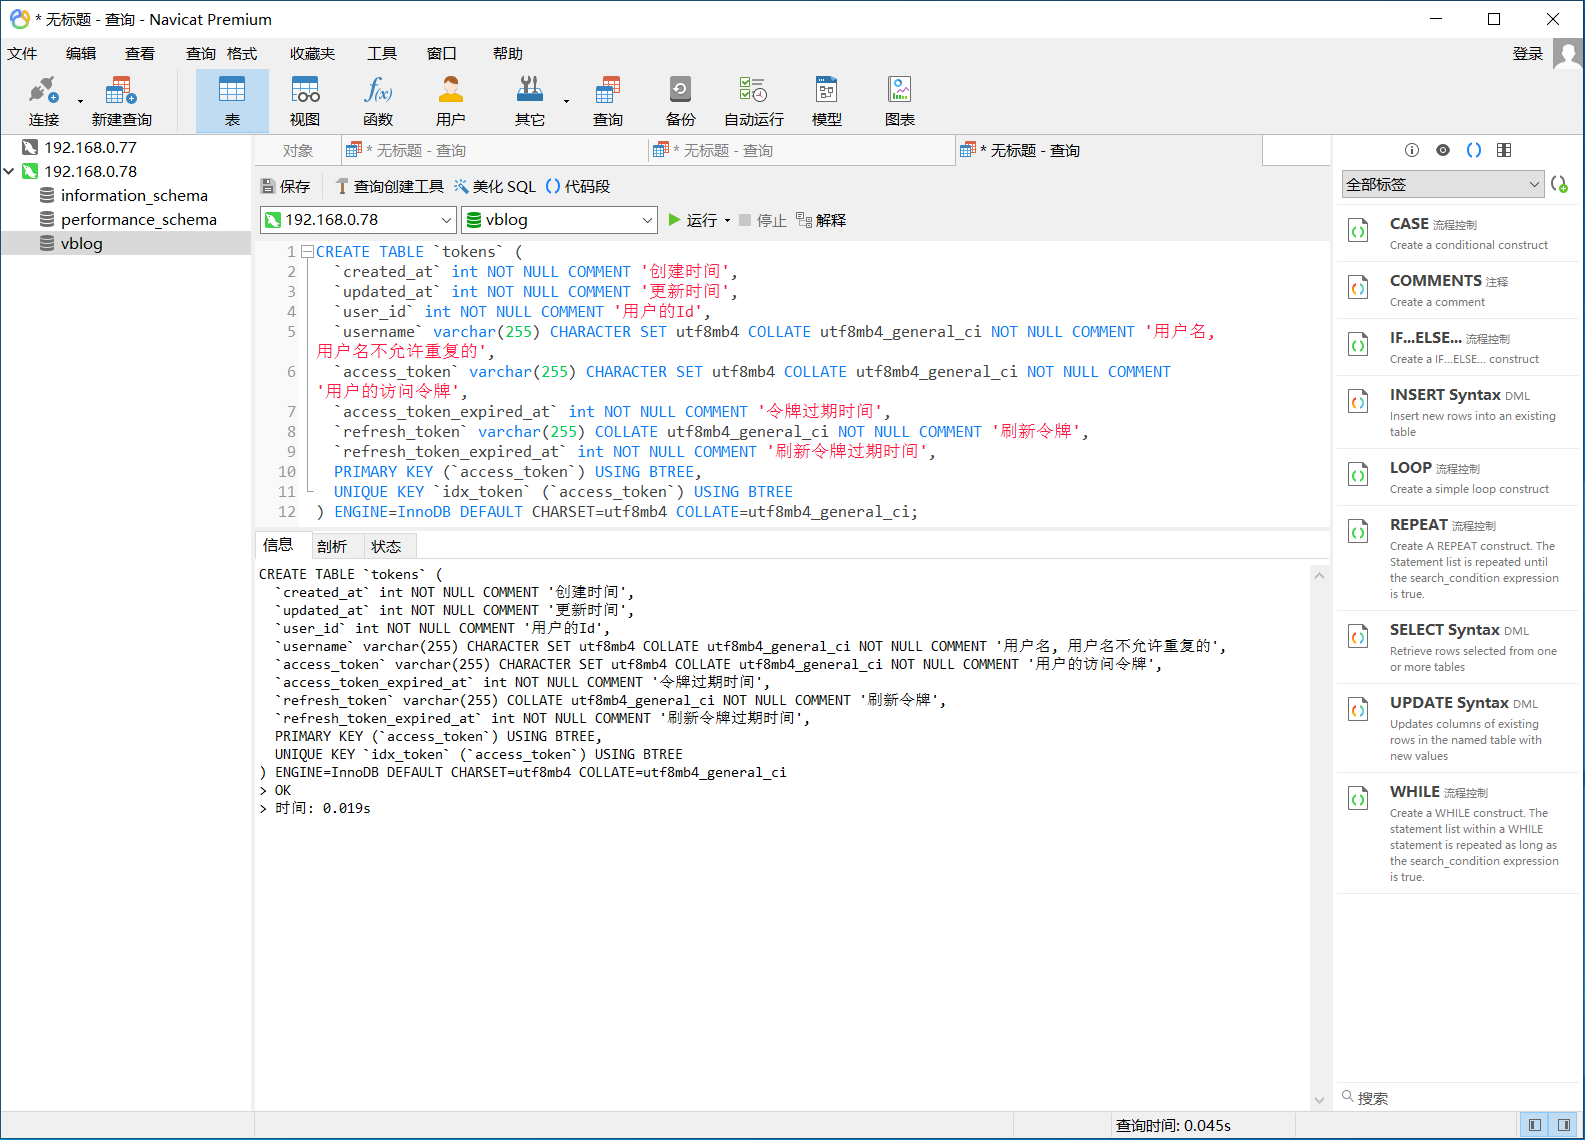 * 无标题 - 查询 - Navicat Premium
文件 编辑 查看 查询 格式 收藏夹 工具 窗口 帮助 登录
连接 新建查询 表 视图 函数 用户 其它 查询 备份 自动运行 模型 图表
f(x)
192.168.0.77
192.168.0.78
information_schema
performance_schema
vblog
对象 * 无标题 - 查询 * 无标题 - 查询 * 无标题 - 查询
保存 查询创建工具 美化 SQL () 代码段
192.168.0.78 vblog 运行 停止 解释
1 CREATE TABLE `tokens` (
2 `created_at` int NOT NULL COMMENT '创建时间',
3 `updated_at` int NOT NULL COMMENT '更新时间',
4 `user_id` int NOT NULL COMMENT '用户的Id',
5 `username` varchar(255) CHARACTER SET utf8mb4 COLLATE utf8mb4_general_ci NOT NULL COMMENT '用户名,
用户名不允许重复的',
6 `access_token` varchar(255) CHARACTER SET utf8mb4 COLLATE utf8mb4_general_ci NOT NULL COMMENT
'用户的访问令牌',
7 `access_token_expired_at` int NOT NULL COMMENT '令牌过期时间',
8 `refresh_token` varchar(255) COLLATE utf8mb4_general_ci NOT NULL COMMENT '刷新令牌',
9 `refresh_token_expired_at` int NOT NULL COMMENT '刷新令牌过期时间',
10 PRIMARY KEY (`access_token`) USING BTREE,
11 UNIQUE KEY `idx_token` (`access_token`) USING BTREE
12 ) ENGINE=InnoDB DEFAULT CHARSET=utf8mb4 COLLATE=utf8mb4_general_ci;
信息 剖析 状态
CREATE TABLE `tokens` (
`created_at` int NOT NULL COMMENT '创建时间',
`updated_at` int NOT NULL COMMENT '更新时间',
`user_id` int NOT NULL COMMENT '用户的Id',
`username` varchar(255) CHARACTER SET utf8mb4 COLLATE utf8mb4_general_ci NOT NULL COMMENT '用户名, 用户名不允许重复的',
`access_token` varchar(255) CHARACTER SET utf8mb4 COLLATE utf8mb4_general_ci NOT NULL COMMENT '用户的访问令牌',
`access_token_expired_at` int NOT NULL COMMENT '令牌过期时间',
`refresh_token` varchar(255) COLLATE utf8mb4_general_ci NOT NULL COMMENT '刷新令牌',
`refresh_token_expired_at` int NOT NULL COMMENT '刷新令牌过期时间',
PRIMARY KEY (`access_token`) USING BTREE,
UNIQUE KEY `idx_token` (`access_token`) USING BTREE
) ENGINE=InnoDB DEFAULT CHARSET=utf8mb4 COLLATE=utf8mb4_general_ci
> OK
> 时间: 0.019s
全部标签
CASE 流程控制
Create a conditional construct
COMMENTS 注释
Create a comment
IF...ELSE... 流程控制
Create a IF...ELSE... construct
INSERT Syntax DML
Insert new rows into an existing
table
LOOP 流程控制
Create a simple loop construct
REPEAT 流程控制
Create A REPEAT construct. The
Statement list is repeated until
the search_condition expression
is true.
SELECT Syntax DML
Retrieve rows selected from one
or more tables
UPDATE Syntax DML
Updates columns of existing
rows in the named table with
new values
WHILE 流程控制
Create a WHILE construct. The
statement list within a WHILE
statement is repeated as long as
the search_condition expression
is true.
搜索
查询时间: 0.045s